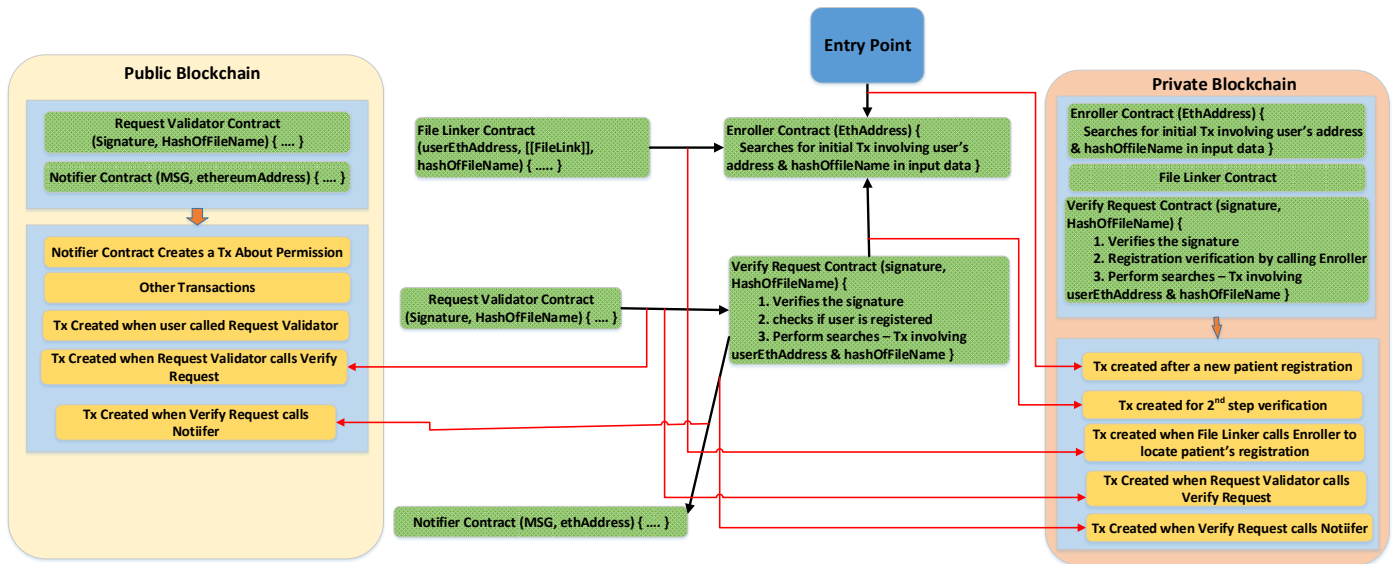 Entry Point
Public Blockchain
Request Validator Contract
(Signature, HashOfFileName) { .... }
Notifier Contract (MSG, ethereumAddress) { .... }
Notifier Contract Creates a Tx About Permission
Other Transactions
Tx Created when user called Request Validator
Tx Created when Request Validator calls Verify
Request
Tx Created when Verify Request calls
Notiifer
File Linker Contract
(userEthAddress, [[FileLink]],
hashOfFileName) { ..... }
Enroller Contract (EthAddress) {
Searches for initial Tx involving user's
address & hashOffileName in input data }
Request Validator Contract
(Signature, HashOfFileName) { .... }
Verify Request Contract (signature,
HashOfFileName) {
1. Verifies the signature
2. checks if user is registered
3. Perform searches – Tx involving
userEthAddress & hashOfFileName }
Notifier Contract (MSG, ethAddress) { .... }
Private Blockchain
Enroller Contract (EthAddress) {
Searches for initial Tx involving user's address
& hashOffileName in input data }
File Linker Contract
Verify Request Contract (signature,
HashOfFileName) {
1. Verifies the signature
2. Registration verification by calling Enroller
3. Perform searches – Tx involving
userEthAddress & hashOfFileName }
Tx created after a new patient registration
Tx created for 2nd step verification
Tx created when File Linker calls Enroller to
locate patient's registration
Tx Created when Request Validator calls
Verify Request
Tx Created when Verify Request calls Notiifer